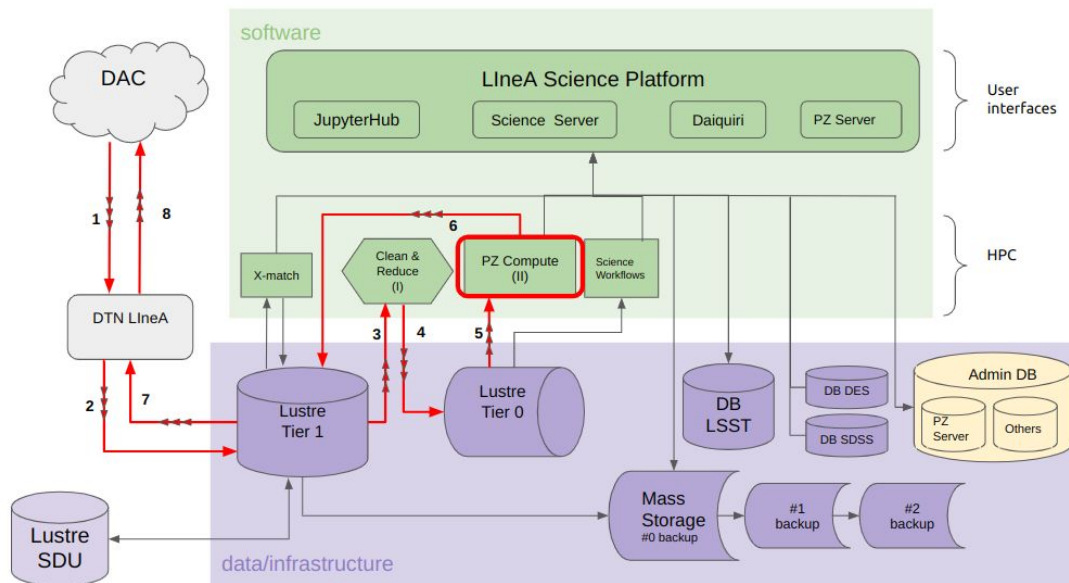 software
DAC
LIneA Science Platform
JupyterHub
Science Server
Daiquiri
PZ Server
User
interfaces
1
8
6
X-match
Clean &
Reduce
(I)
PZ Compute
(II)
Science
Workflows
HPC
DTN LIneA
3
4
5
2
7
Lustre
Tier 1
Lustre
Tier 0
DB
LSST
DB DES
DB SDSS
Admin DB
PZ
Server
Others
Lustre
SDU
Mass
Storage
#0 backup
#1
backup
#2
backup
data/infrastructure